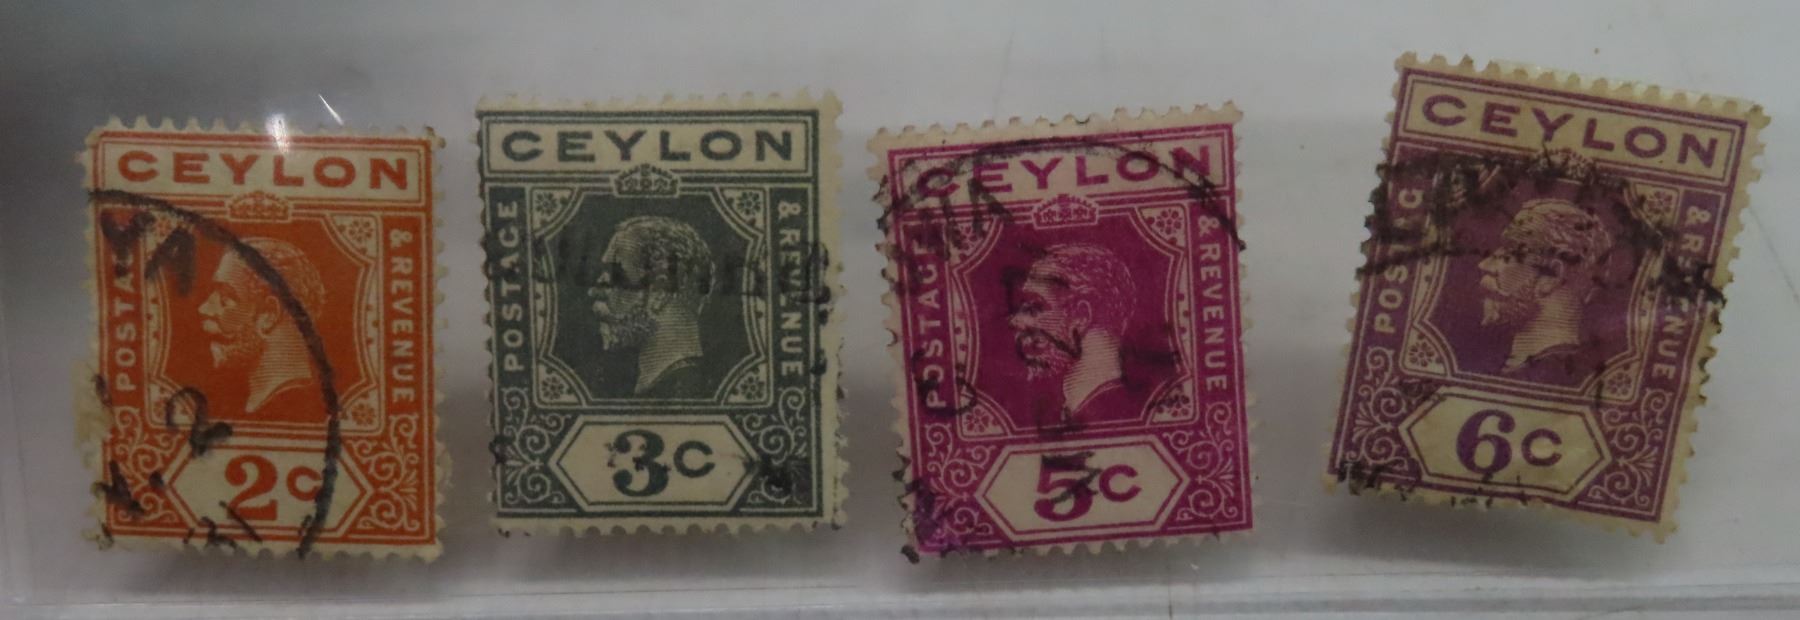 CEYLON
POSTAGE
& REVENUE
2C
CEYLON
POSTAGE
& REVENUE
3C
CEYLON
POSTAGE
& REVENUE
5C
CEYLON
POSTAGE
& REVENUE
6C